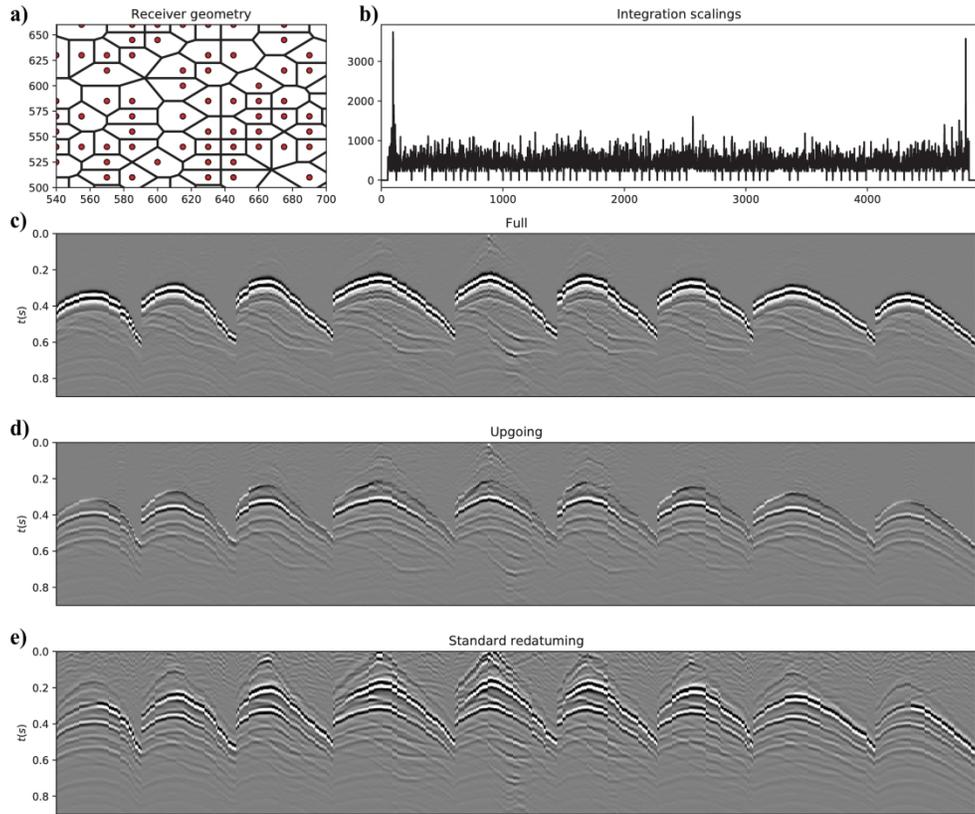 a) Receiver geometry
650
625
600
575
550
525
500
540 560 580 600 620 640 660 680 700
b) Integration scalings
3000
2000
1000
0
0 1000 2000 3000 4000
c) Full
0.0
0.2
0.4
0.6
0.8
t(s)
d) Upgoing
0.0
0.2
0.4
0.6
0.8
t(s)
e) Standard redatuming
0.0
0.2
0.4
0.6
0.8
t(s)